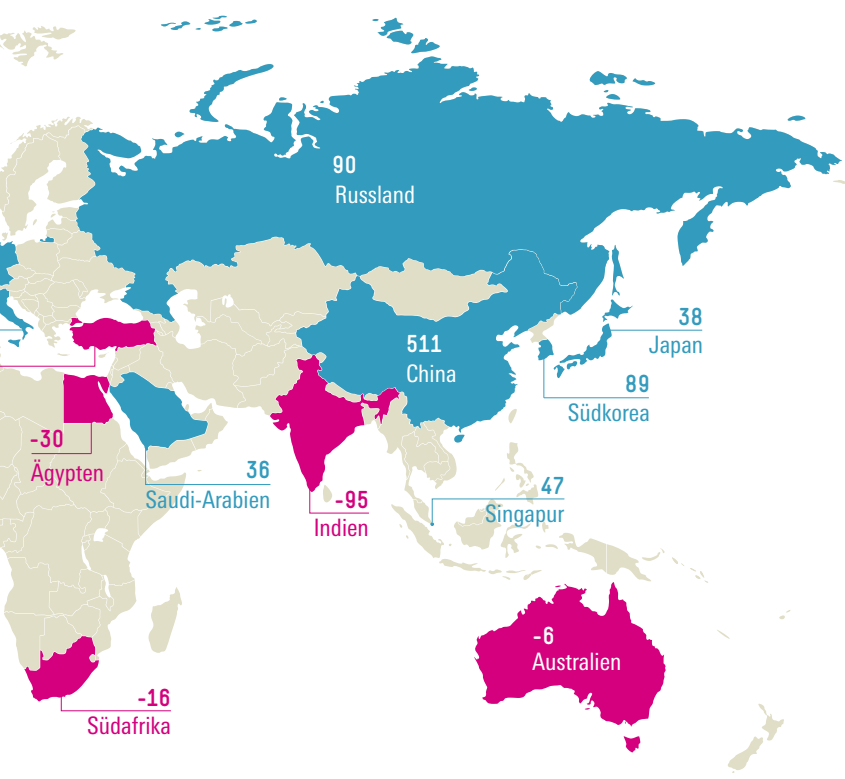 90
Russland
511
China
38
Japan
89
Südkorea
-30
Ägypten
36
Saudi-Arabien
-95
Indien
47
Singapur
-6
Australien
-16
Südafrika